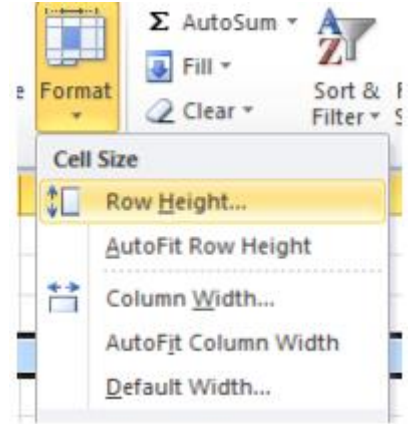 Σ AutoSum
Fill
Clear
Format
Sort &
Filter
Cell Size
Row Height...
AutoFit Row Height
Column Width...
AutoFit Column Width
Default Width...